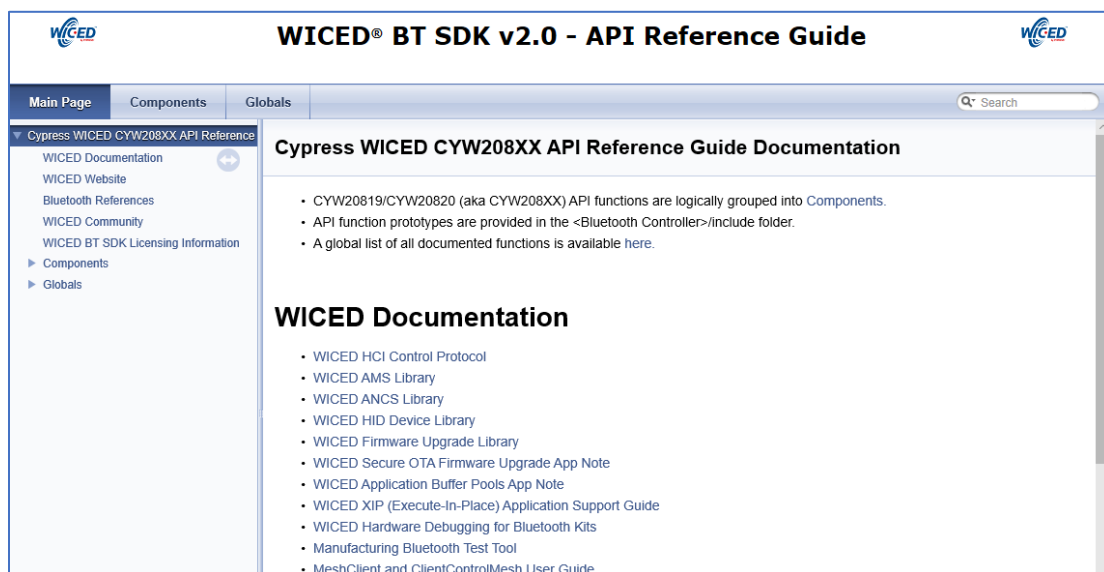 WICED
WICED® BT SDK v2.0 - API Reference Guide
WICED
Main Page
Components
Globals
Search
Cypress WICED CYW208XX API Reference
WICED Documentation
WICED Website
Bluetooth References
WICED Community
WICED BT SDK Licensing Information
Components
Globals
Cypress WICED CYW208XX API Reference Guide Documentation
• CYW20819/CYW20820 (aka CYW208XX) API functions are logically grouped into Components.
• API function prototypes are provided in the <Bluetooth Controller>/include folder.
• A global list of all documented functions is available here.
WICED Documentation
• WICED HCI Control Protocol
• WICED AMS Library
• WICED ANCS Library
• WICED HID Device Library
• WICED Firmware Upgrade Library
• WICED Secure OTA Firmware Upgrade App Note
• WICED Application Buffer Pools App Note
• WICED XIP (Execute-In-Place) Application Support Guide
• WICED Hardware Debugging for Bluetooth Kits
• Manufacturing Bluetooth Test Tool
• MeshClient and ClientControlMesh User Guide